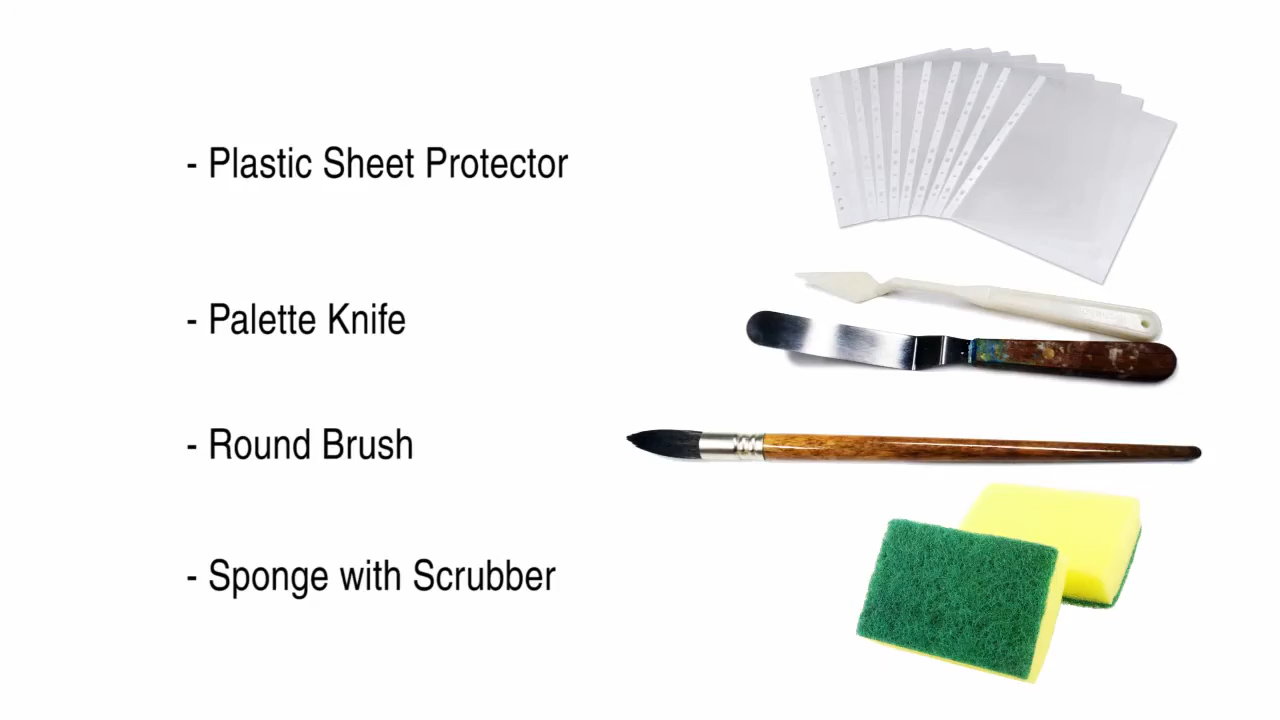 - Plastic Sheet Protector
- Palette Knife
- Round Brush
- Sponge with Scrubber